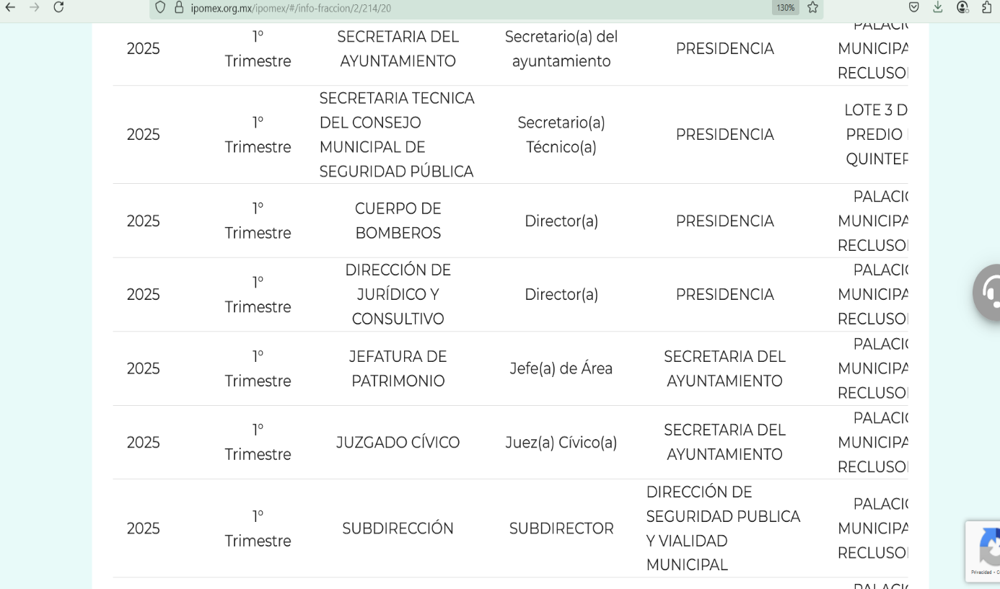 ipomex.org.mx/ipomex/#/info-fraccion/2/214/20
130%
2025
1°
Trimestre
SECRETARIA DEL
AYUNTAMIENTO
Secretario(a) del
ayuntamiento
PRESIDENCIA
MUNICIPA
RECLUSO
2025
1°
Trimestre
SECRETARIA TECNICA
DEL CONSEJO
MUNICIPAL DE
SEGURIDAD PÚBLICA
Secretario(a)
Técnico(a)
PRESIDENCIA
LOTE 3 D
PREDIO
QUINTE
2025
1°
Trimestre
CUERPO DE
BOMBEROS
Director(a)
PRESIDENCIA
PALACI
MUNICIPA
RECLUSO
2025
1°
Trimestre
DIRECCIÓN DE
JURÍDICO Y
CONSULTIVO
Director(a)
PRESIDENCIA
PALACI
MUNICIPA
RECLUSO
2025
1°
Trimestre
JEFATURA DE
PATRIMONIO
Jefe(a) de Área
SECRETARIA DEL
AYUNTAMIENTO
PALACI
MUNICIPA
RECLUSO
2025
1°
Trimestre
JUZGADO CÍVICO
Juez(a) Cívico(a)
SECRETARIA DEL
AYUNTAMIENTO
PALACI
MUNICIPA
RECLUSO
2025
1°
Trimestre
SUBDIRECCIÓN
SUBDIRECTOR
DIRECCIÓN DE
SEGURIDAD PUBLICA
Y VIALIDAD
MUNICIPAL
PALACI
MUNICIPA
RECLUSO
Privacidad